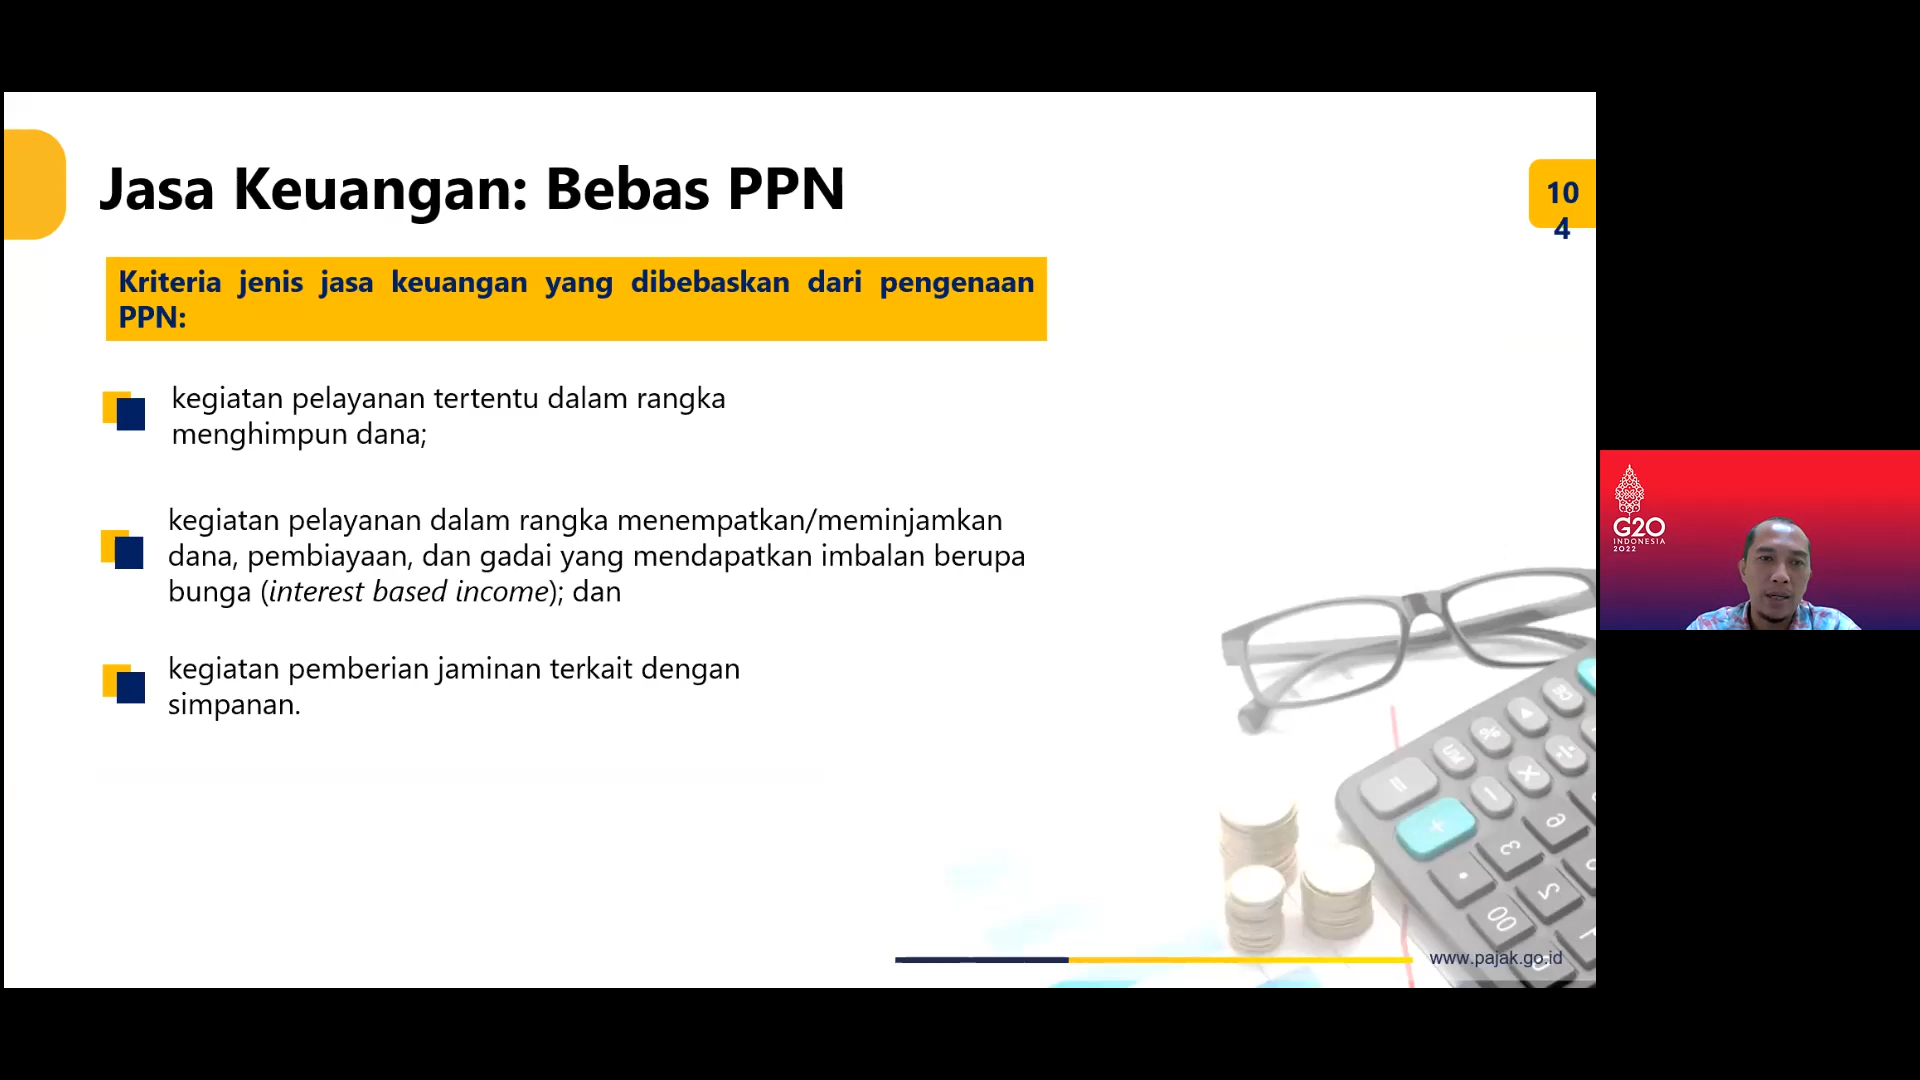 Jasa Keuangan: Bebas PPN
10
4
Kriteria jenis jasa keuangan yang dibebaskan dari pengenaan
PPN:
kegiatan pelayanan tertentu dalam rangka
menghimpun dana;
kegiatan pelayanan dalam rangka menempatkan/meminjamkan
dana, pembiayaan, dan gadai yang mendapatkan imbalan berupa
bunga (interest based income); dan
kegiatan pemberian jaminan terkait dengan
simpanan.
www.pajak.go.id
G20
INDONESIA
2022